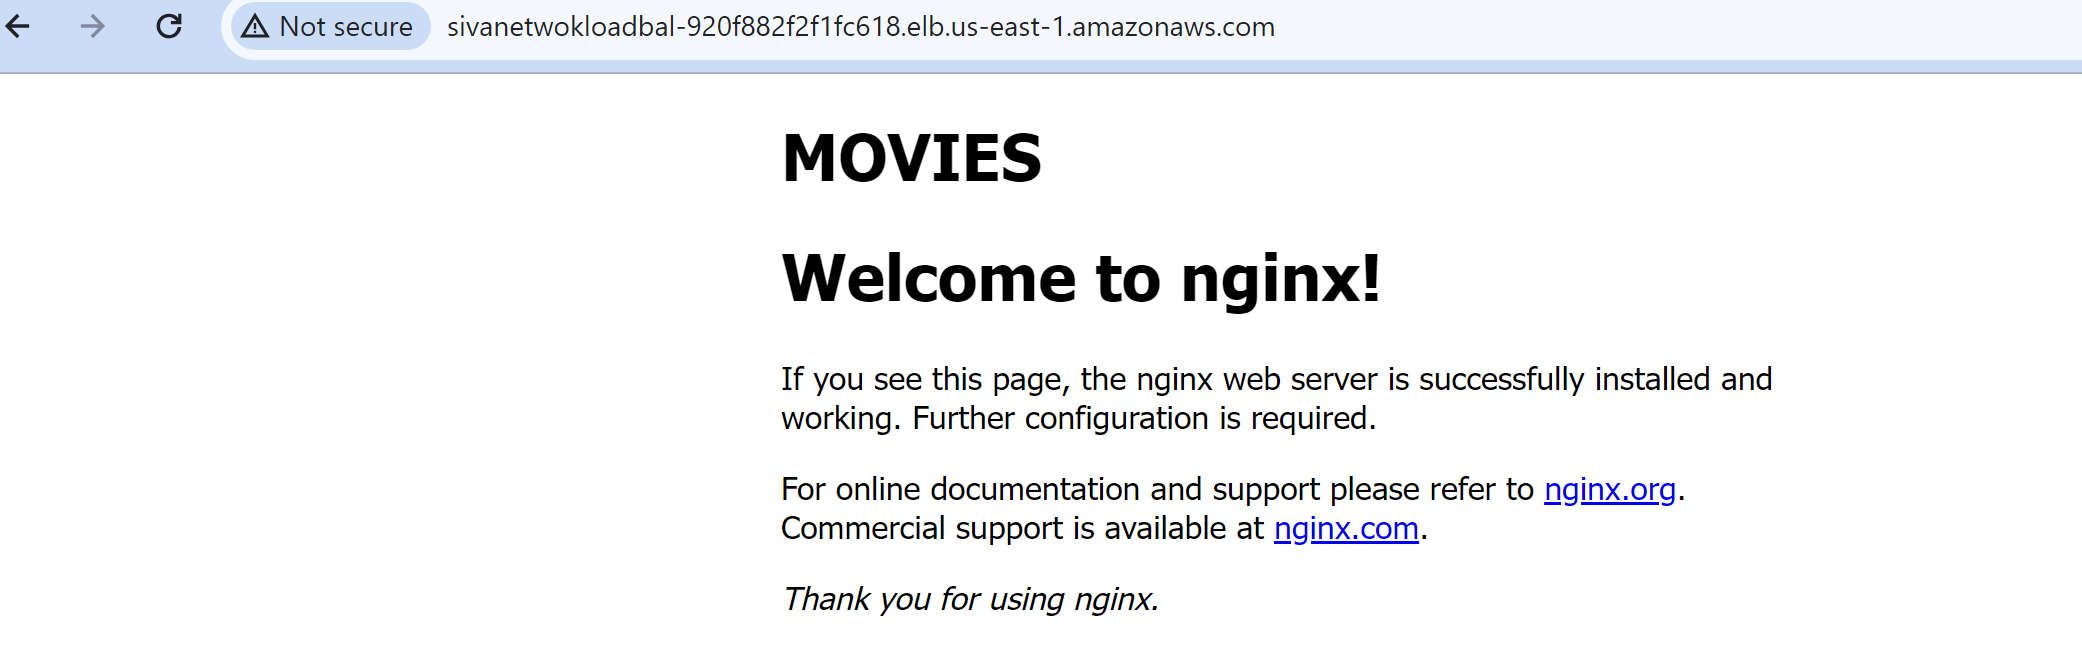 Not secure sivanetwokloadbal-920f882f2f1fc618.elb.us-east-1.amazonaws.com
MOVIES
Welcome to nginx!
If you see this page, the nginx web server is successfully installed and
working. Further configuration is required.
For online documentation and support please refer to nginx.org.
Commercial support is available at nginx.com.
Thank you for using nginx.